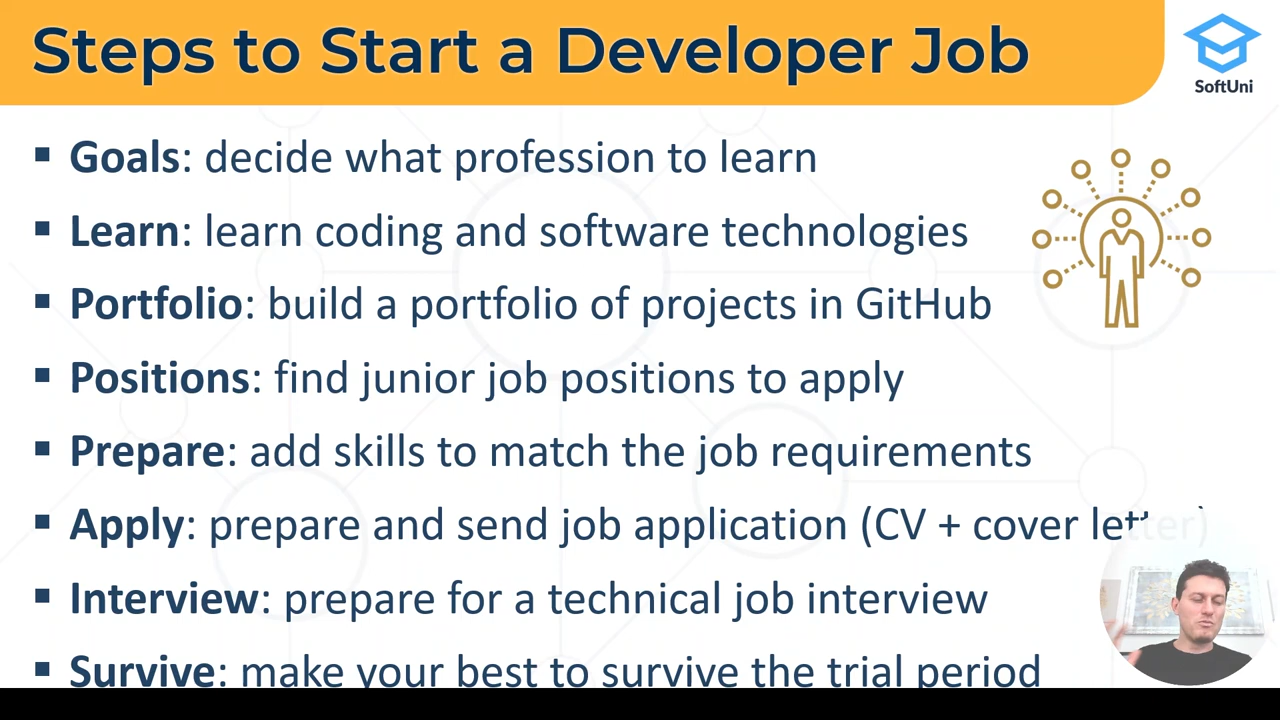 Steps to Start a Developer Job
SoftUni
▪ Goals: decide what profession to learn
▪ Learn: learn coding and software technologies
▪ Portfolio: build a portfolio of projects in GitHub
▪ Positions: find junior job positions to apply
▪ Prepare: add skills to match the job requirements
▪ Apply: prepare and send job application (CV + cover letter)
▪ Interview: prepare for a technical job interview
▪ Survive: make your best to survive the trial period